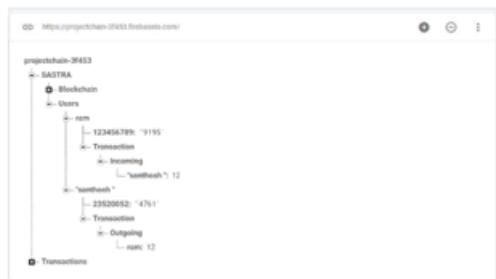 https://projectchain-3f453.firebaseio.com/
projectchain-3f453
SASTRA
Blockchain
Users
ram
123456789: "9195"
Transaction
Incoming
"santhosh": 12
"santhosh"
23520052: "4761"
Transaction
Outgoing
ram: 12
Transactions